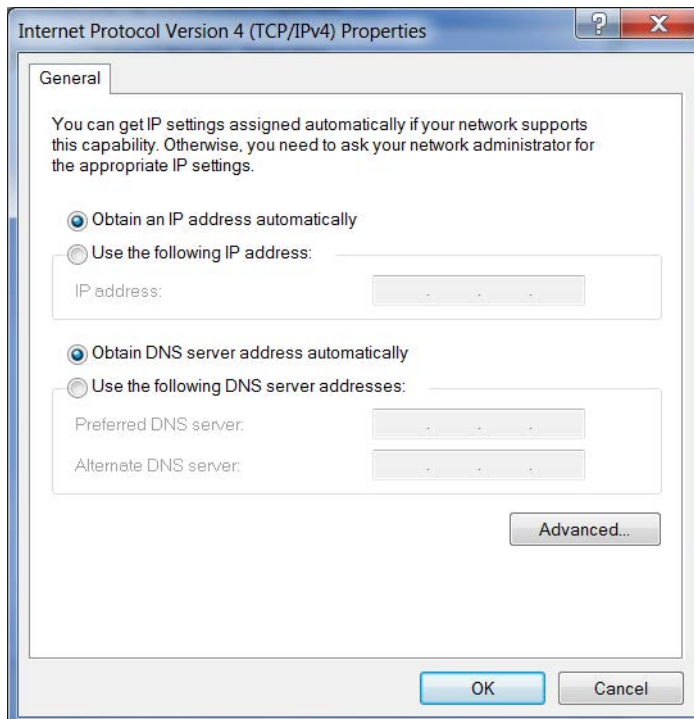 Internet Protocol Version 4 (TCP/IPv4) Properties
?
X
General
You can get IP settings assigned automatically if your network supports
this capability. Otherwise, you need to ask your network administrator for
the appropriate IP settings.
Obtain an IP address automatically
Use the following IP address:
IP address:
. . .
Obtain DNS server address automatically
Use the following DNS server addresses:
Preferred DNS server:
. . .
Alternate DNS server:
. . .
Advanced...
OK
Cancel